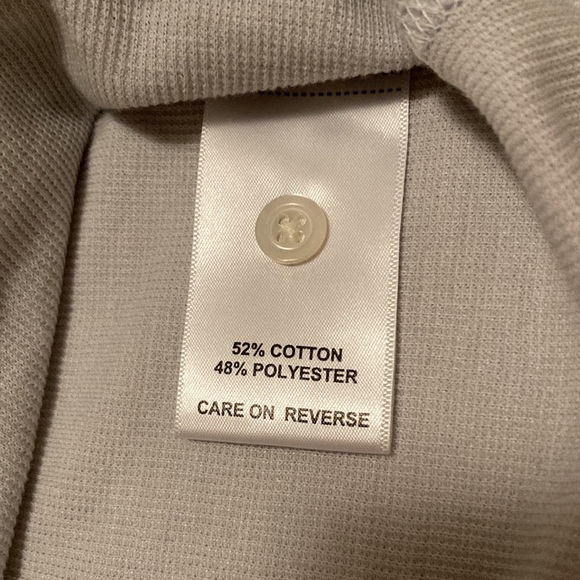 52% COTTON
48% POLYESTER
CARE ON REVERSE